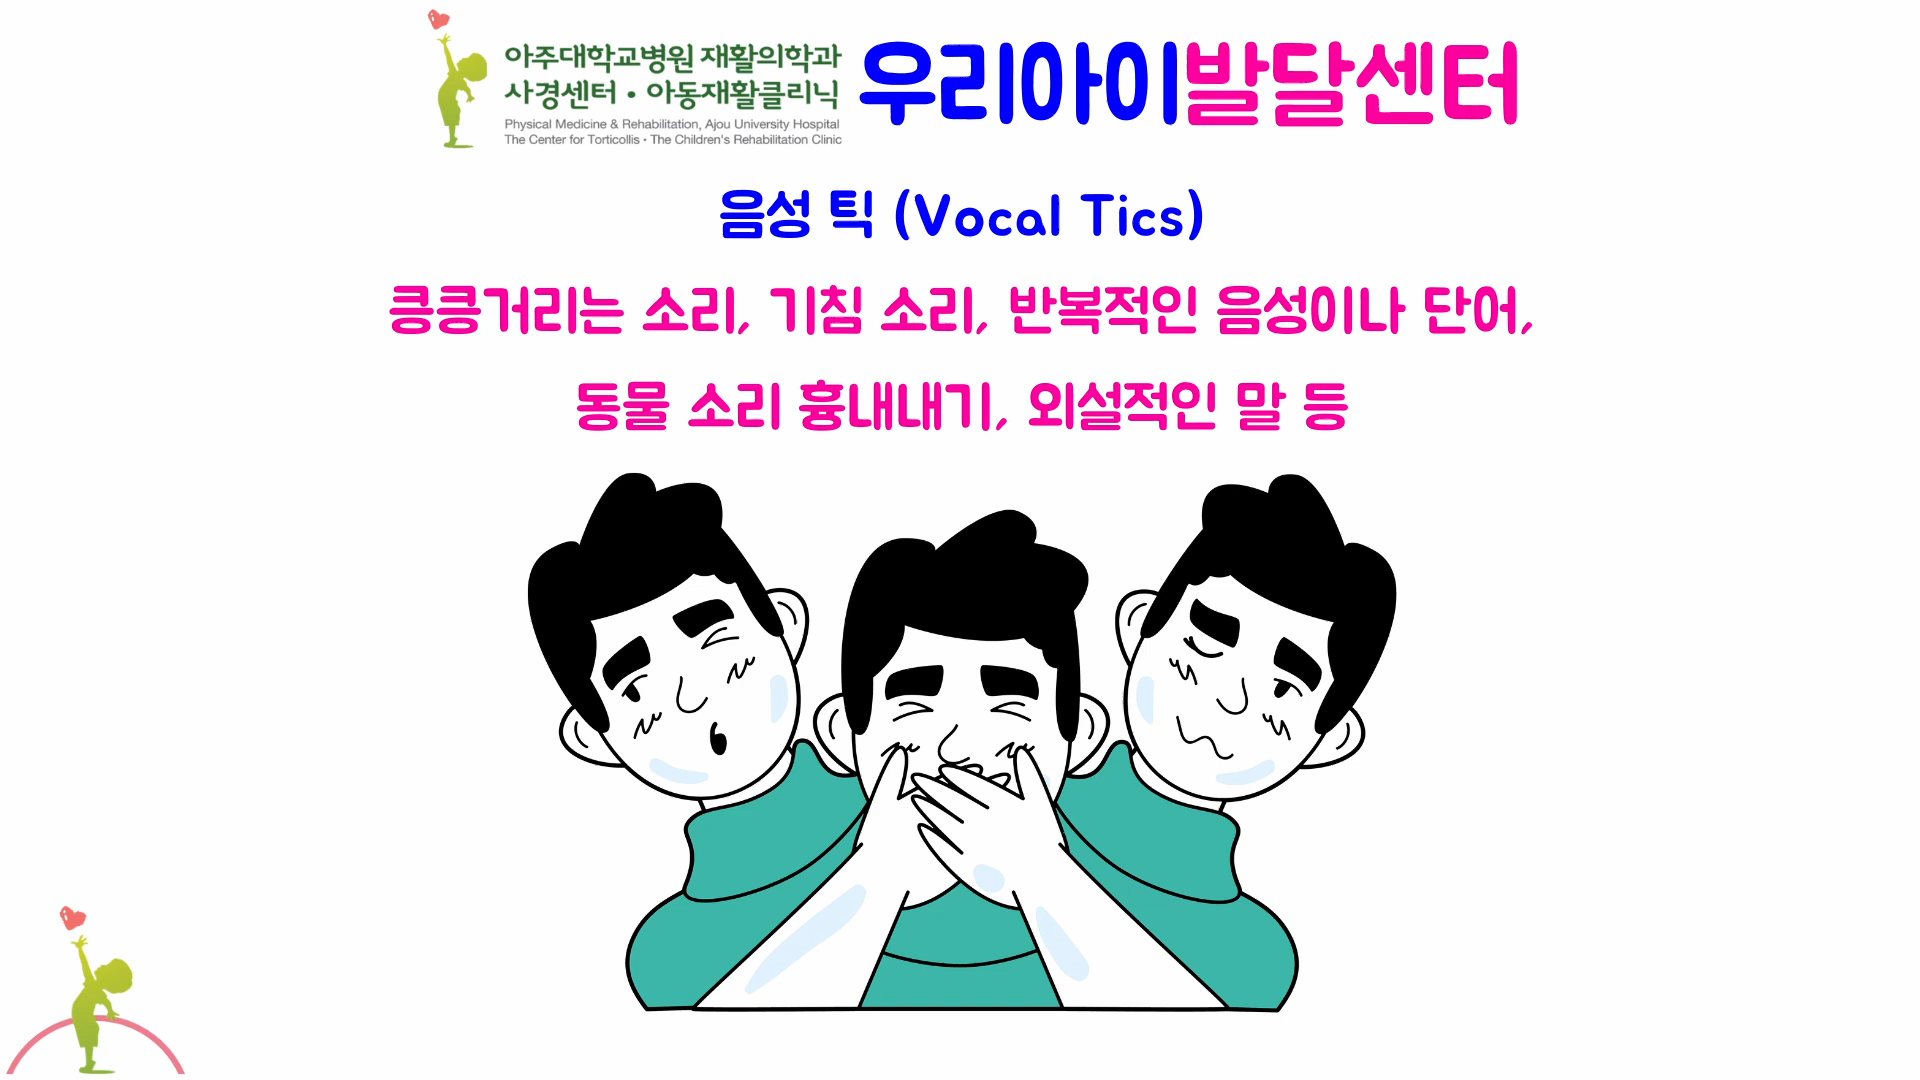 아주대학교병원 재활의학과
사경센터 • 아동재활클리닉
Physical Medicine & Rehabilitation, Ajou University Hospital
The Center for Torticollis • The Children's Rehabilitation Clinic
우리아이발달센터
음성 틱 (Vocal Tics)
킁킁거리는 소리, 기침 소리, 반복적인 음성이나 단어,
동물 소리 흉내내기, 외설적인 말 등